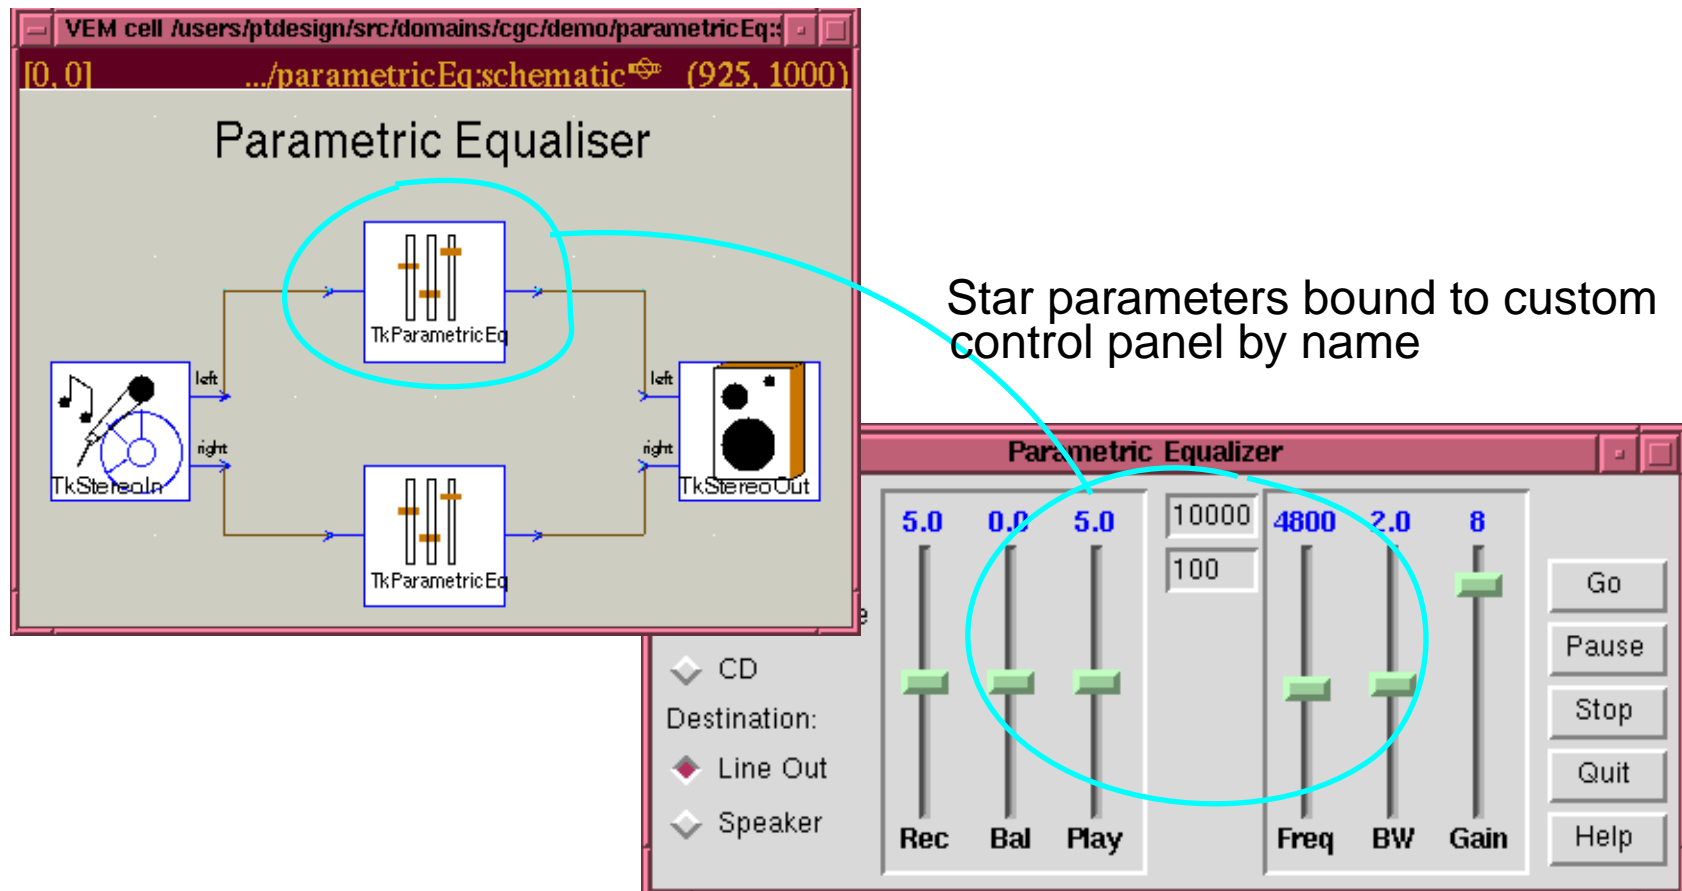 VEM cell /users/ptdesign/src/domains/cgc/demo/parametricEq:
[0, 0] .../parametricEq:schematic (925, 1000)
Parametric Equaliser
TkParametricEq
left
left
right
right
TkStereoIn
TkStereoOut
TkParametricEq
Star parameters bound to custom
control panel by name
Parametric Equalizer
5.0 0.0 5.0 10000 4800 2.0 8
100
CD
Destination:
Line Out
Speaker
Rec Bal Play Freq BW Gain
Go
Pause
Stop
Quit
Help